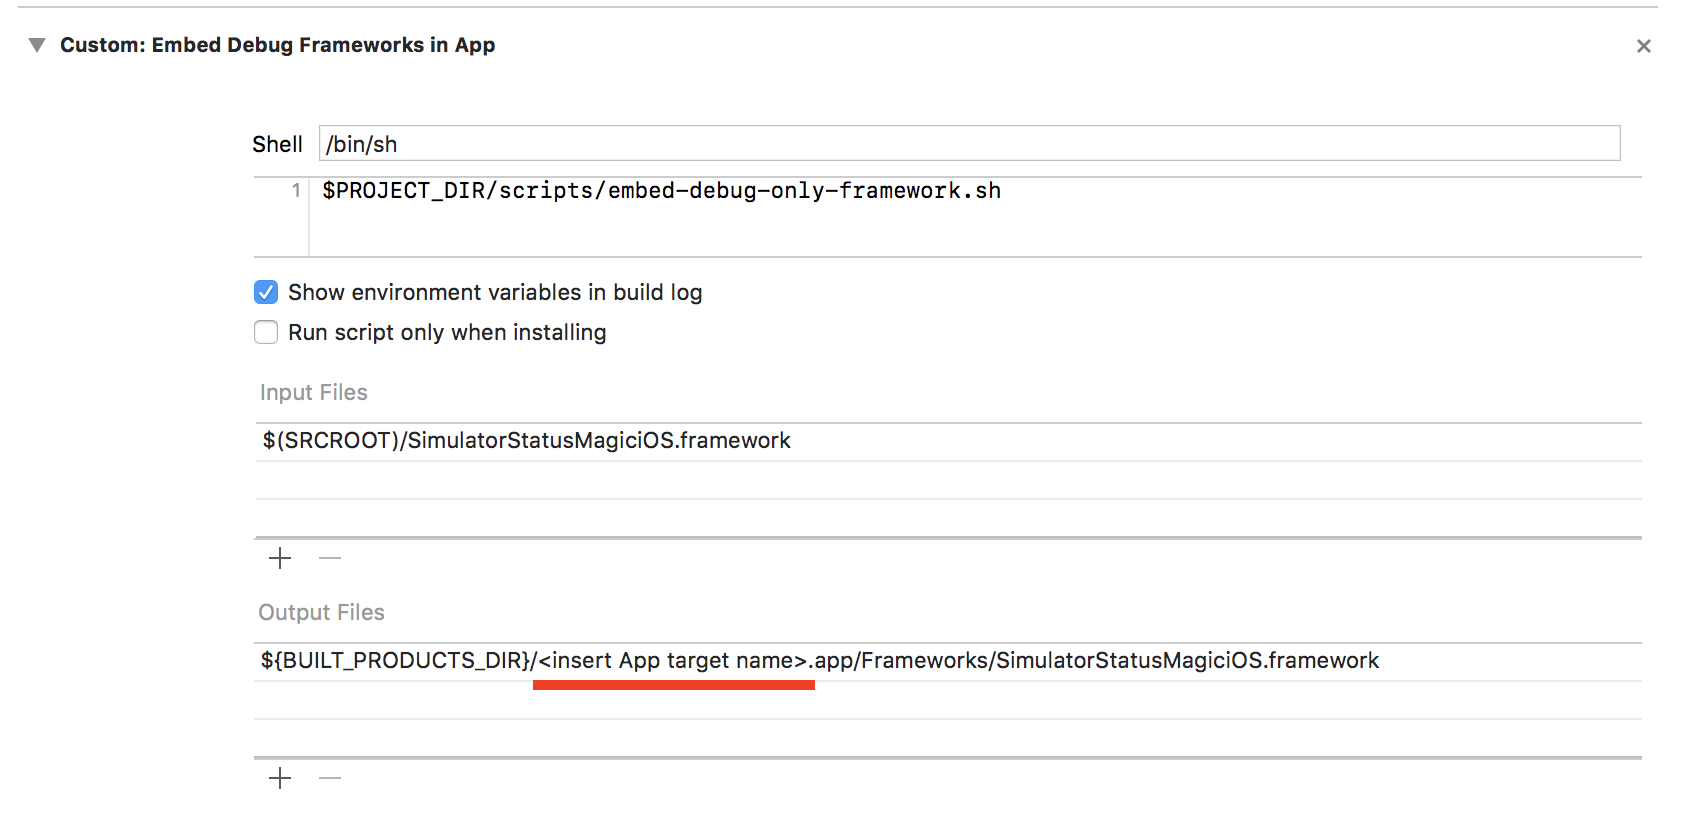 Custom: Embed Debug Frameworks in App
Shell /bin/sh
1 $PROJECT_DIR/scripts/embed-debug-only-framework.sh
Show environment variables in build log
Run script only when installing
Input Files
$(SRCROOT)/SimulatorStatusMagiciOS.framework
Output Files
${BUILT_PRODUCTS_DIR}/<insert App target name>.app/Frameworks/SimulatorStatusMagiciOS.framework